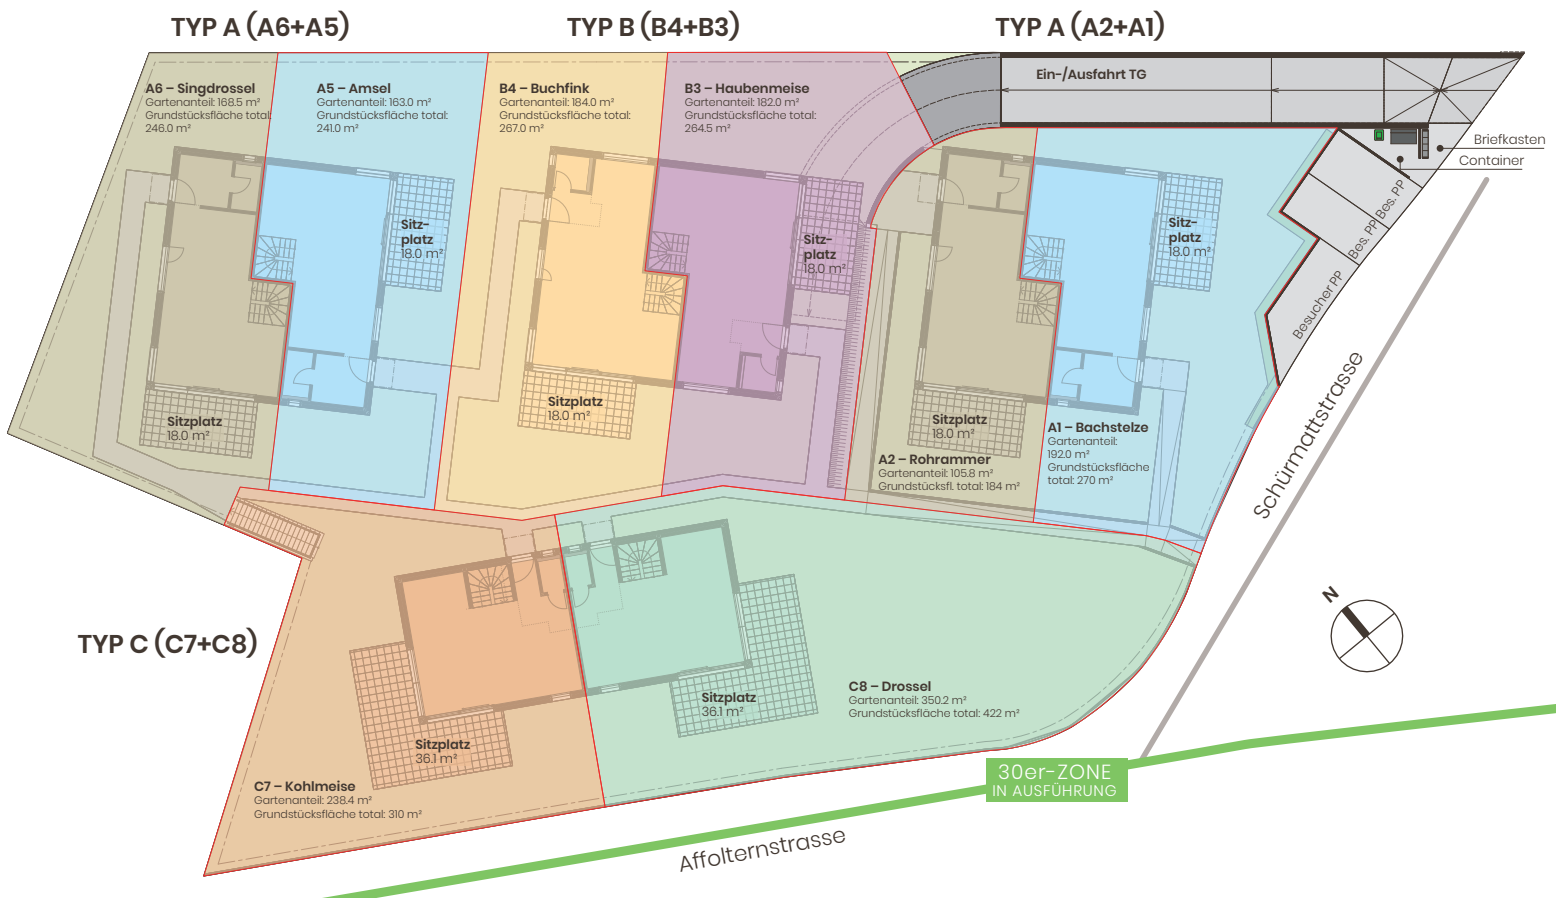 TYP A (A6+A5)
TYP B (B4+B3)
TYP A (A2+A1)
A6 – Singdrossel
Gartenanteil: 168.5 m²
Grundstücksfläche total:
246.0 m²
A5 – Amsel
Gartenanteil: 163.0 m²
Grundstücksfläche total:
241.0 m²
B4 – Buchfink
Gartenanteil: 184.0 m²
Grundstücksfläche total:
267.0 m²
B3 – Haubenmeise
Gartenanteil: 182.0 m²
Grundstücksfläche total:
264.5 m²
Ein-/Ausfahrt TG
Briefkasten
Container
Bes. PP
Bes. PP
Besucher PP
Sitz-
platz
18.0 m²
Sitz-
platz
18.0 m²
Sitz-
platz
18.0 m²
Sitzplatz
18.0 m²
Sitzplatz
18.0 m²
Sitzplatz
18.0 m²
A1 – Bachstelze
Gartenanteil:
192.0 m²
Grundstücksfläche
total: 270 m²
A2 – Rohrammer
Gartenanteil: 105.8 m²
Grundstücksfl. total: 184 m²
Schürmattstrasse
N
TYP C (C7+C8)
C8 – Drossel
Gartenanteil: 350.2 m²
Grundstücksfläche total: 422 m²
Sitzplatz
36.1 m²
Sitzplatz
36.1 m²
C7 – Kohlmeise
Gartenanteil: 238.4 m²
Grundstücksfläche total: 310 m²
30er-ZONE
IN AUSFÜHRUNG
Affolternstrasse